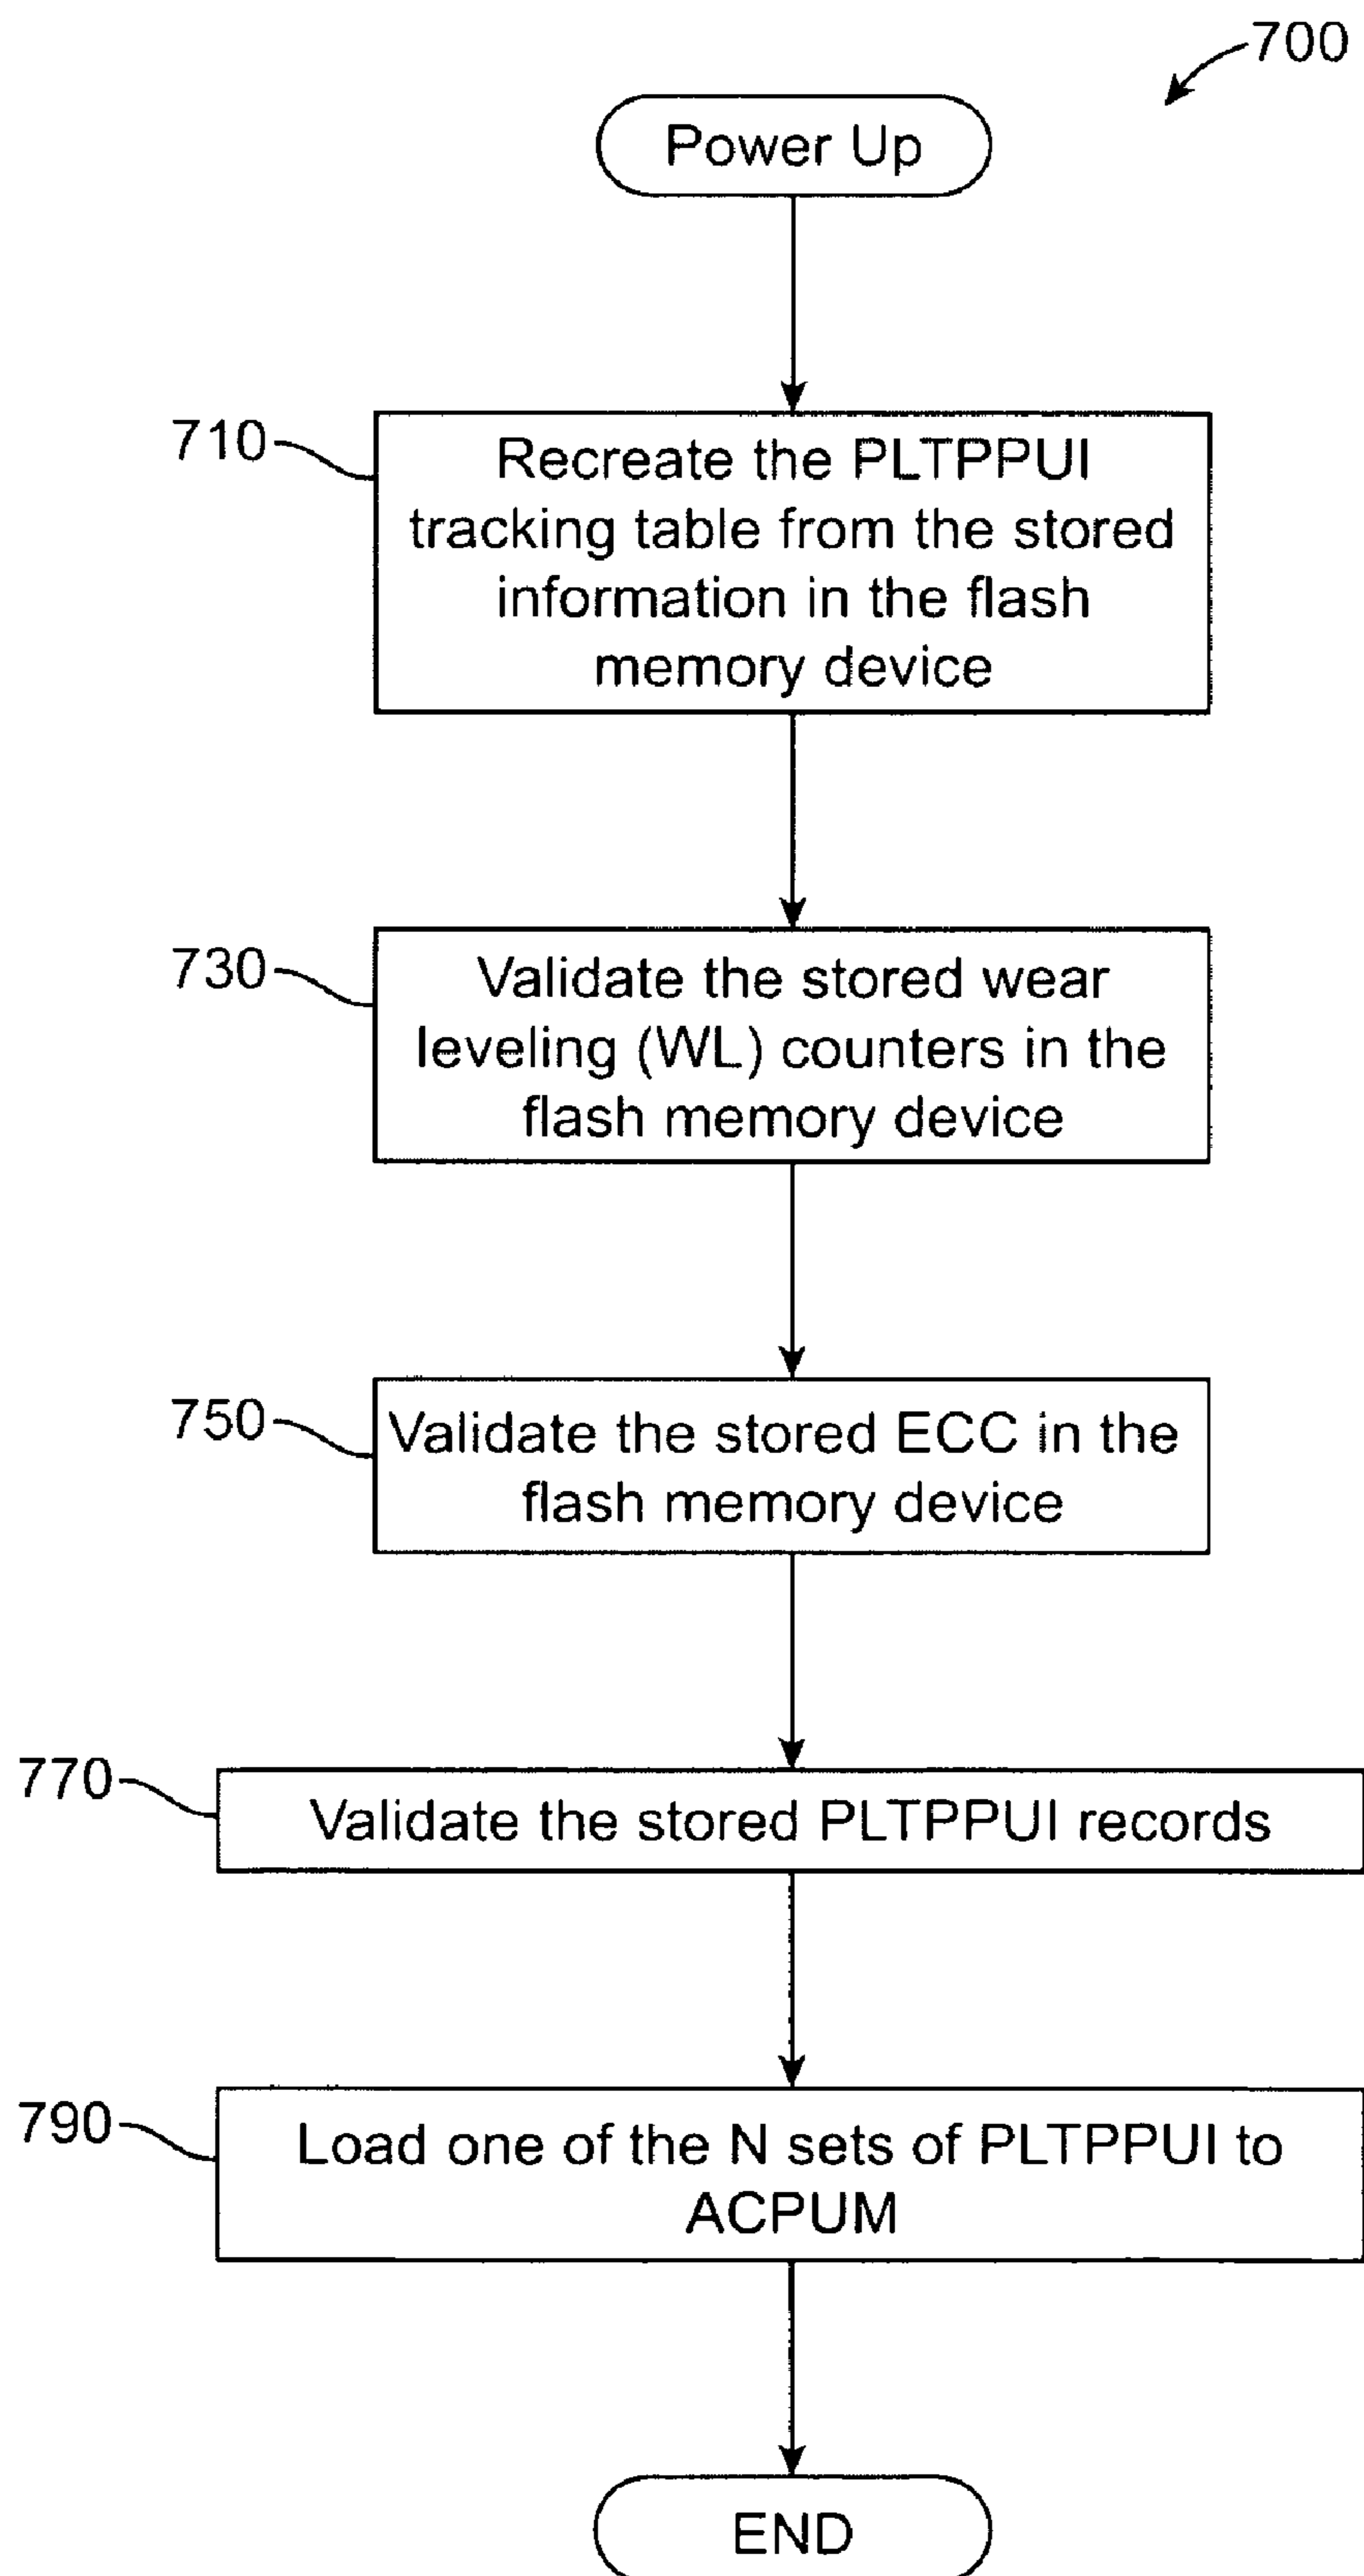 700
Power Up
710
Recreate the PLTPPUI
tracking table from the stored
information in the flash
memory device
730
Validate the stored wear
leveling (WL) counters in the
flash memory device
750
Validate the stored ECC in the
flash memory device
770
Validate the stored PLTPPUI records
790
Load one of the N sets of PLTPPUI to
ACPUM
END